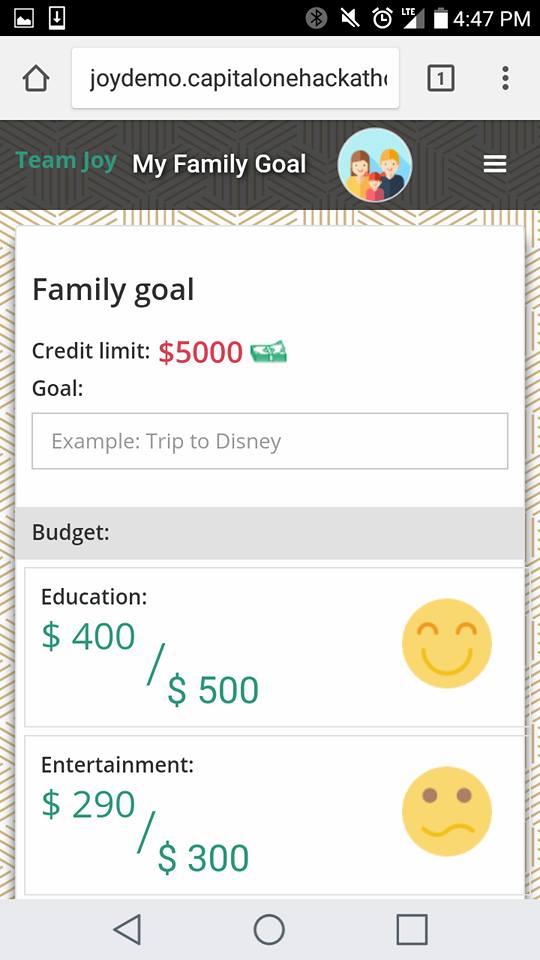 LTE 4:47 PM
joydemo.capitalonehackath
1
Team Joy My Family Goal
Family goal
Credit limit: $5000
Goal:
Example: Trip to Disney
Budget:
Education:
$ 400
/
$ 500
Entertainment:
$ 290
/
$ 300